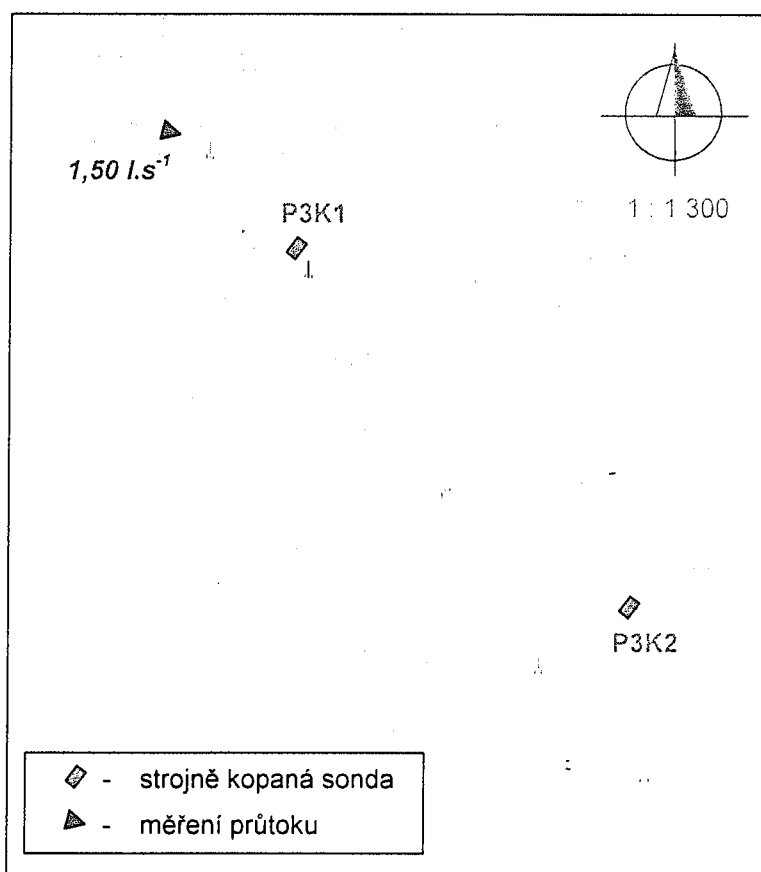 1,50 l.s⁻¹
P3K1
1 : 1 300
P3K2
- strojně kopaná sonda
- měření průtoku